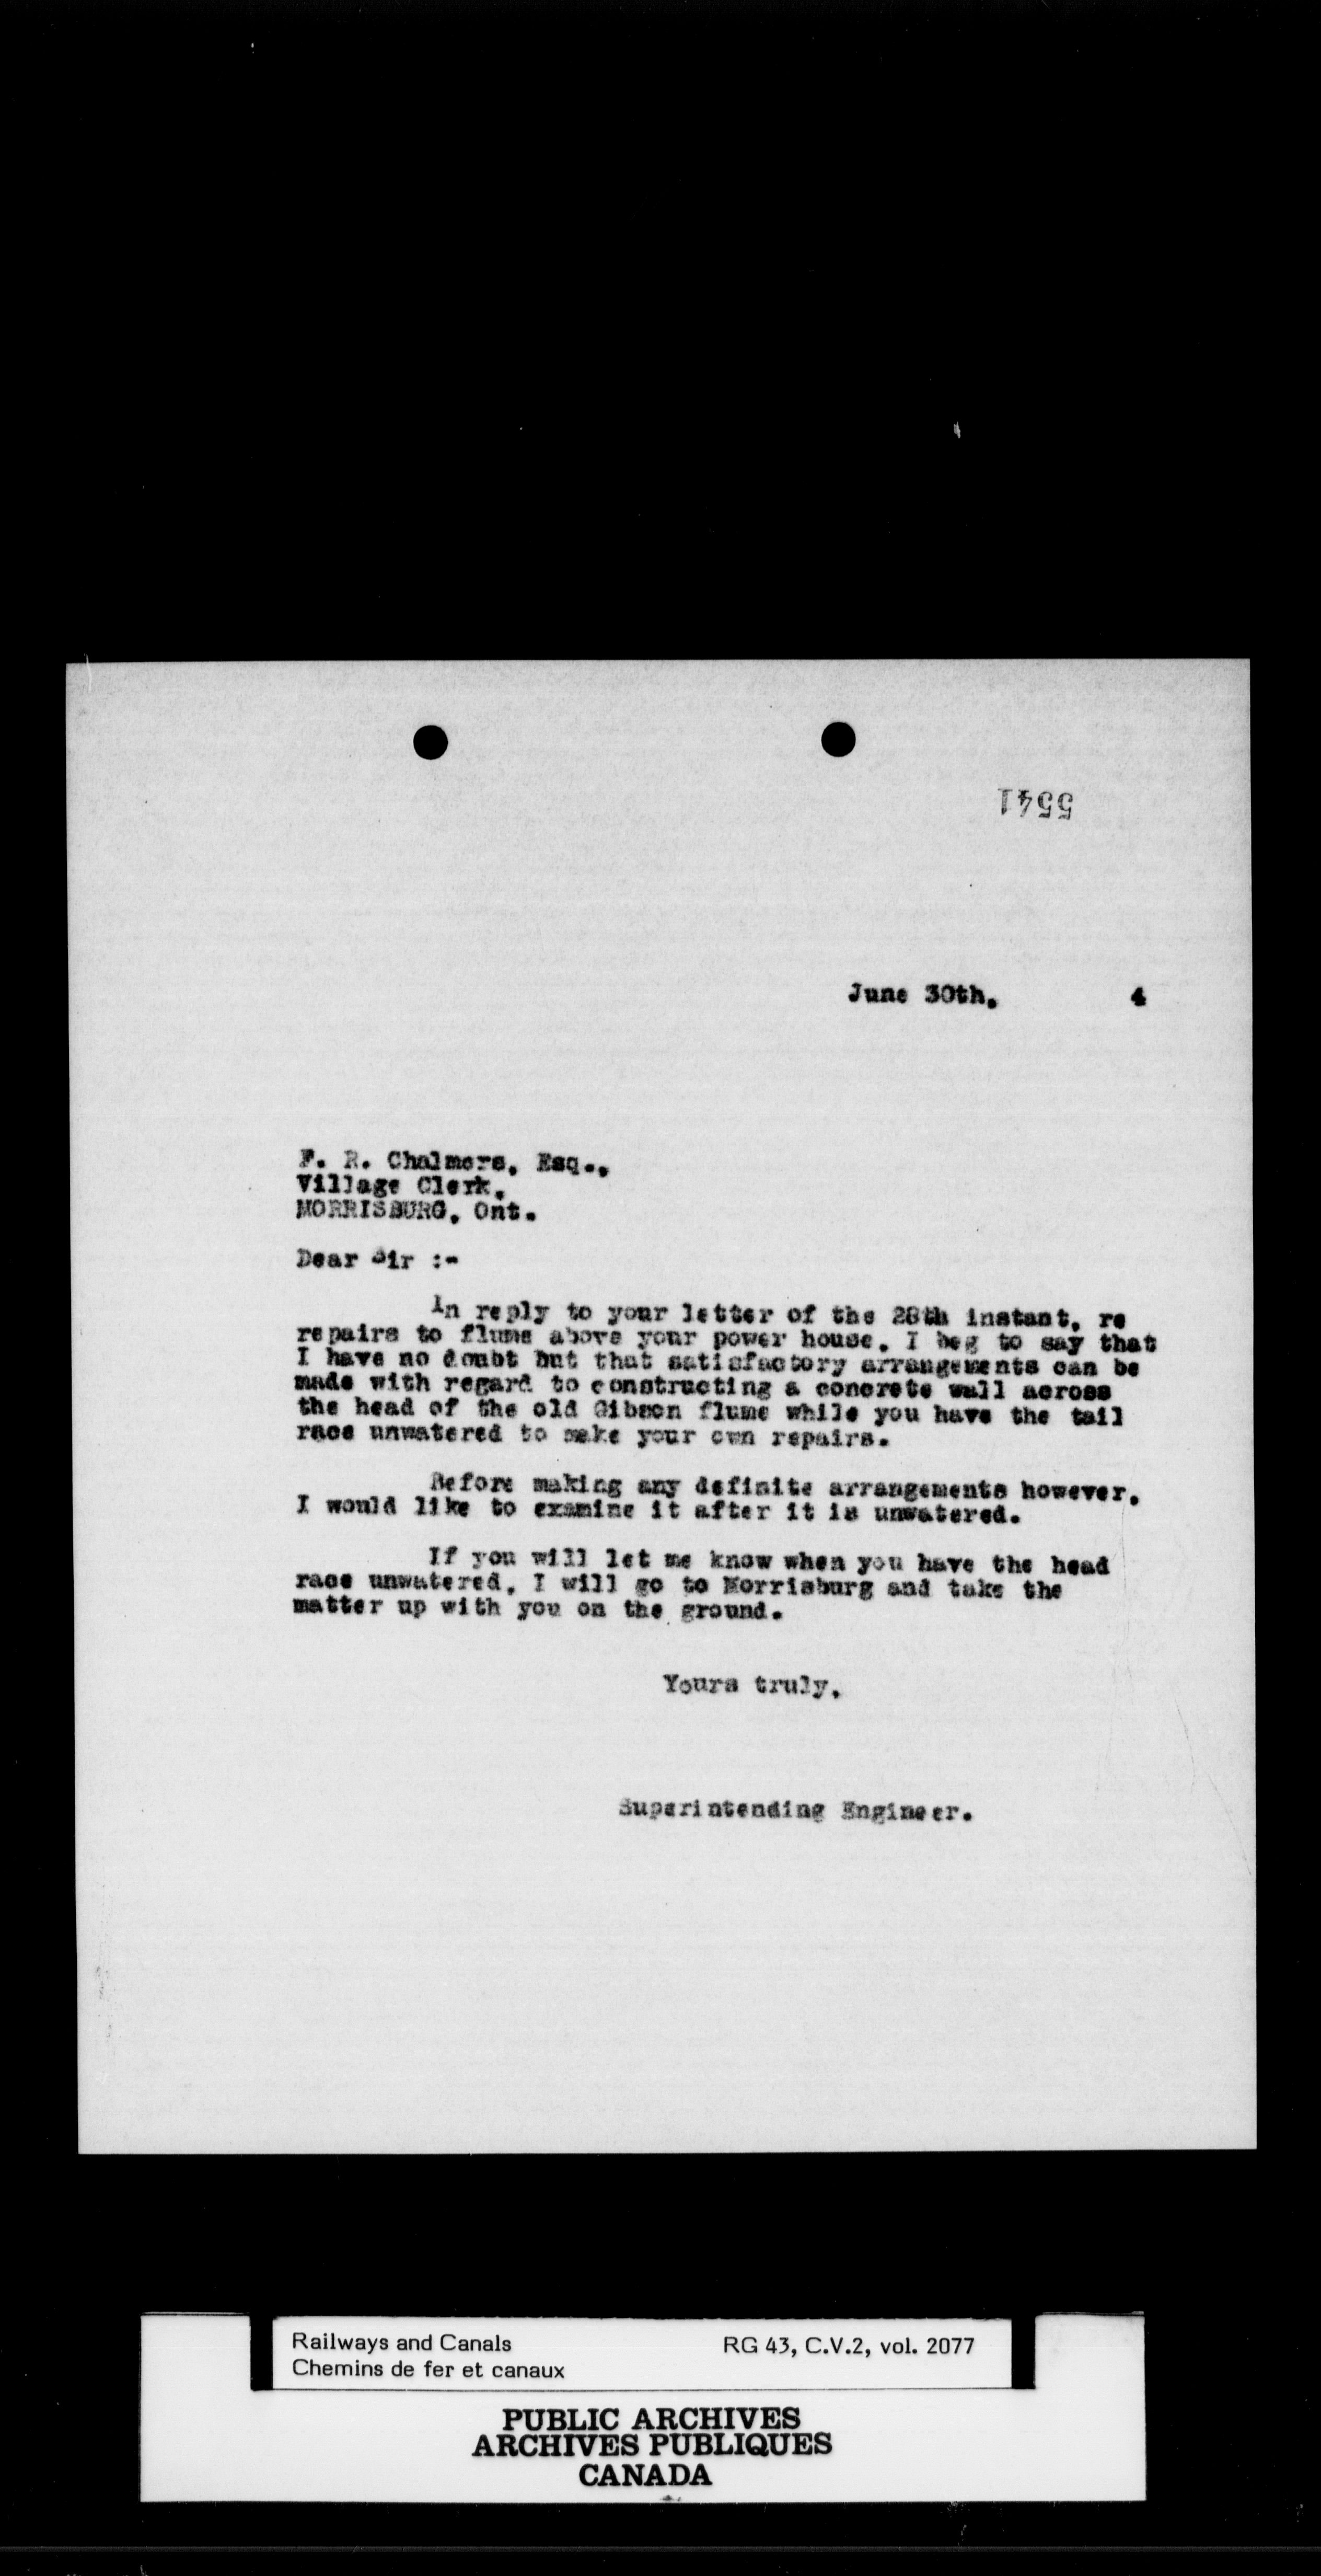 5541
June 30th, 4
F. R. Chalmers, Esq.,
Village Clerk,
MORRISBURG, Ont.
Dear Sir :-
In reply to your letter of the 28th instant, re
repairs to flume above your power house, I beg to say that
I have no doubt but that satisfactory arrangements can be
made with regard to constructing a concrete wall across
the head of the old Gibson flume while you have the tail
race unwatered to make your own repairs.
Before making any definite arrangements however,
I would like to examine it after it is unwatered.
If you will let me know when you have the head
race unwatered, I will go to Morrisburg and take the
matter up with you on the ground.
Yours truly,
Superintending Engineer.
Railways and Canals RG 43, C.V.2, vol. 2077
Chemins de fer et canaux
PUBLIC ARCHIVES
ARCHIVES PUBLIQUES
CANADA